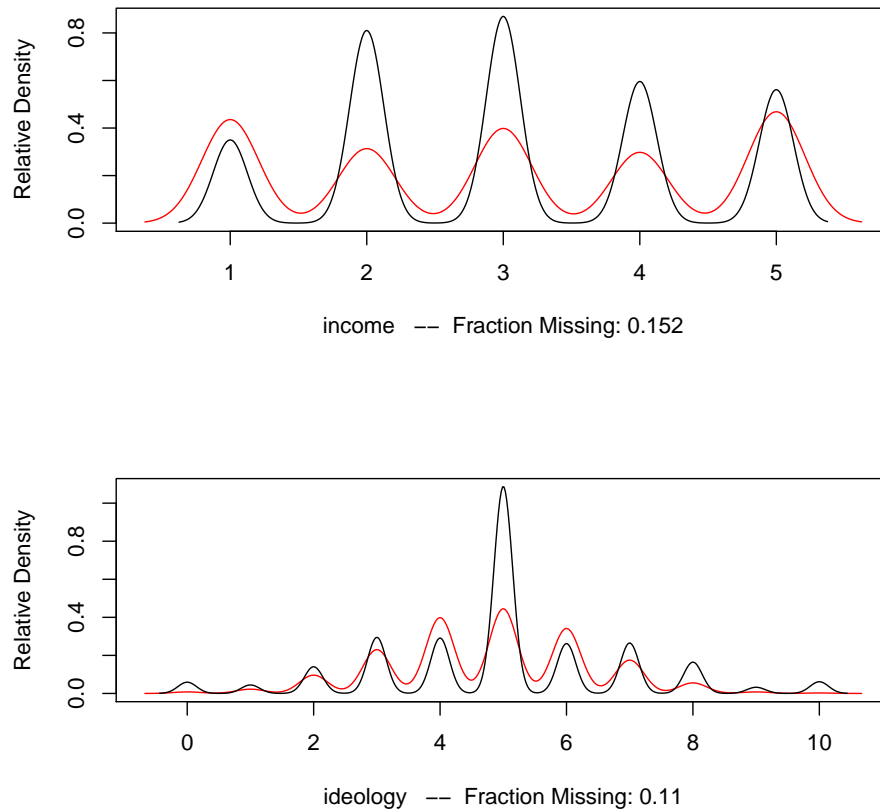 Relative Density
0.8
0.4
0.0
1 2 3 4 5
income -- Fraction Missing: 0.152
Relative Density
0.8
0.4
0.0
0 2 4 6 8 10
ideology -- Fraction Missing: 0.11